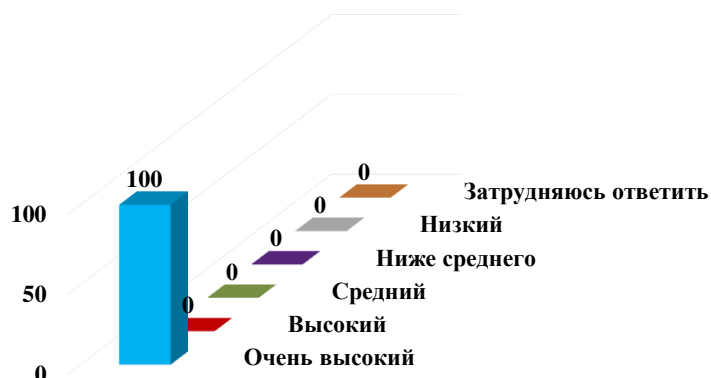 100
0
0
0
0
0
100
50
0
Затрудняюсь ответить
Низкий
Ниже среднего
Средний
Высокий
Очень высокий